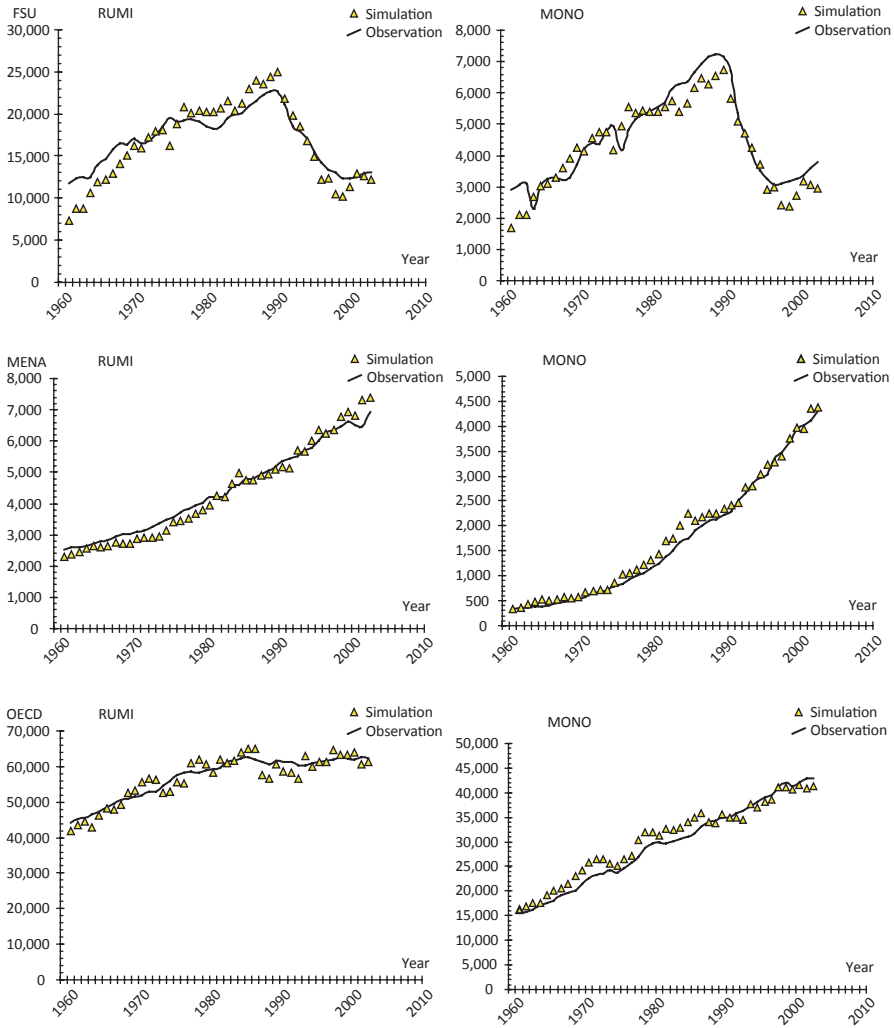 FSU RUMI
Simulation
Observation
30,000
25,000
20,000
15,000
10,000
5,000
0
Year
1960 1970 1980 1990 2000 2010
MONO
Simulation
Observation
8,000
7,000
6,000
5,000
4,000
3,000
2,000
1,000
0
Year
1960 1970 1980 1990 2000 2010
MENA RUMI
Simulation
Observation
8,000
7,000
6,000
5,000
4,000
3,000
2,000
1,000
0
Year
1960 1970 1980 1990 2000 2010
MONO
Simulation
Observation
5,000
4,500
4,000
3,500
3,000
2,500
2,000
1,500
1,000
500
0
Year
1960 1970 1980 1990 2000 2010
OECD RUMI
Simulation
Observation
70,000
60,000
50,000
40,000
30,000
20,000
10,000
0
Year
1960 1970 1980 1990 2000 2010
MONO
Simulation
Observation
50,000
45,000
40,000
35,000
30,000
25,000
20,000
15,000
10,000
5,000
0
Year
1960 1970 1980 1990 2000 2010